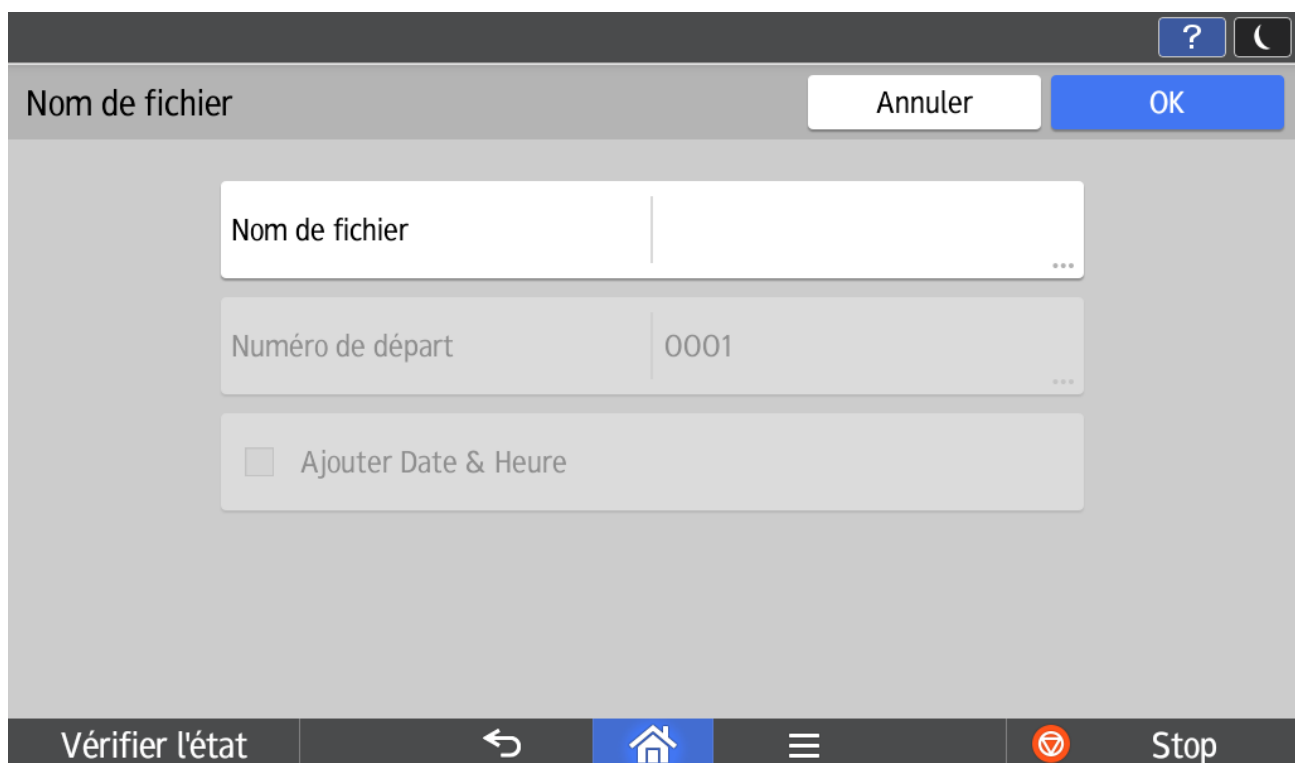 ?
Nom de fichier
Annuler
OK
Nom de fichier
...
Numéro de départ
0001
...
Ajouter Date & Heure
Vérifier l'état
Stop